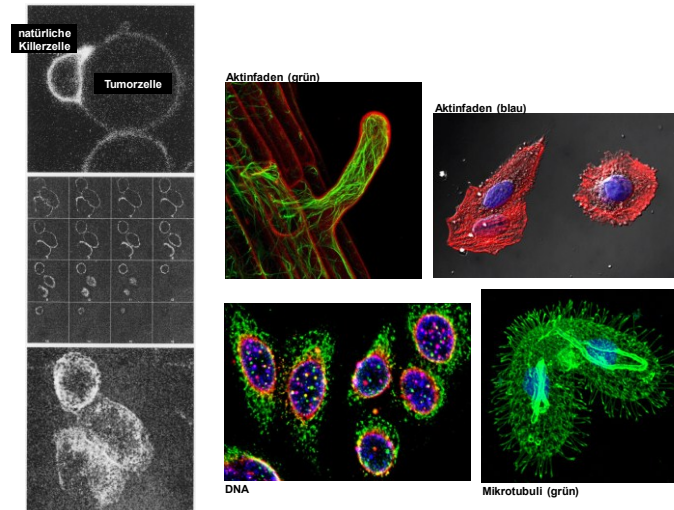 natürliche
Killerzelle
Tumorzelle
Aktinfaden (grün)
Aktinfaden (blau)
DNA
Mikrotubuli (grün)